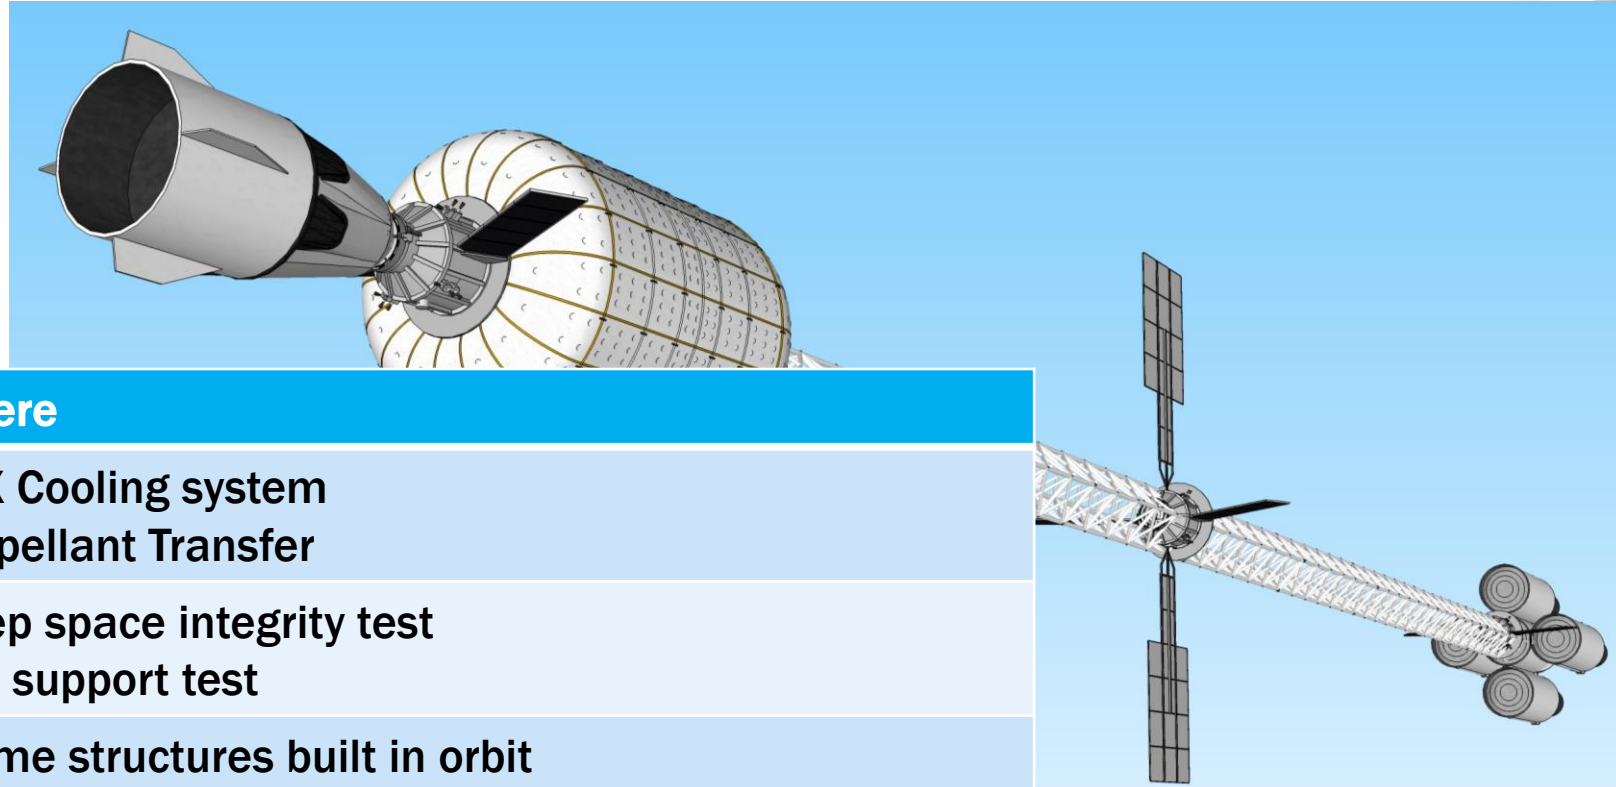 ere
Cooling system
pellant Transfer
ep space integrity test
support test
me structures built in orbit